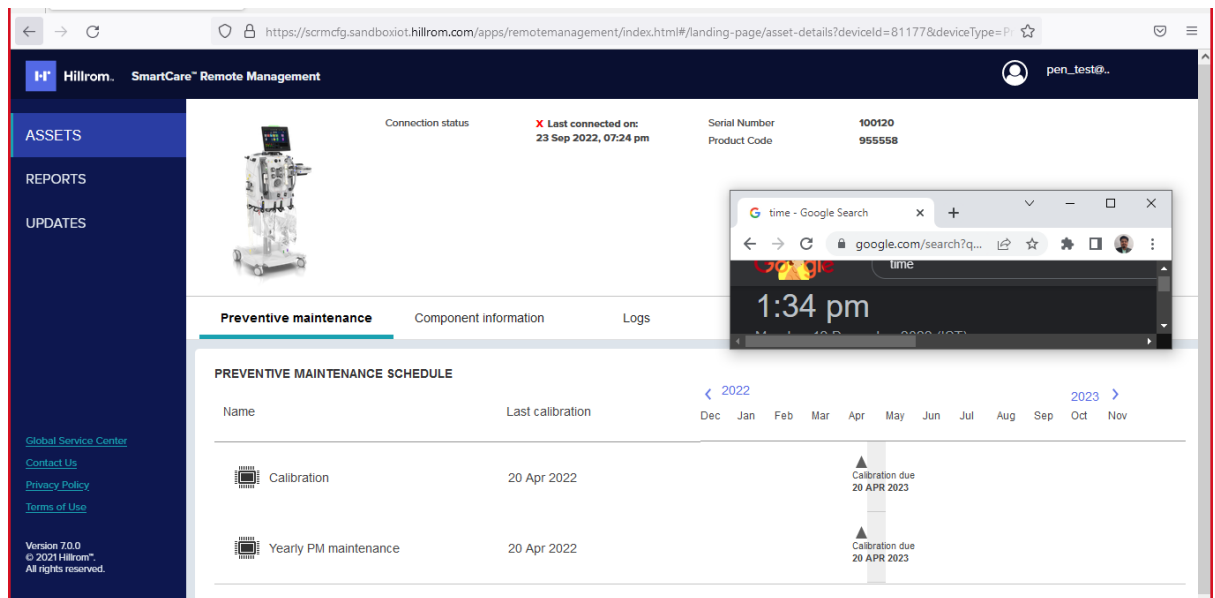 https://scrmcfg.sandboxiot.hillrom.com/apps/remotemanagement/index.html#/landing-page/asset-details?deviceId=81177&deviceType=P
Hillrom. SmartCare™ Remote Management
pen_test@..
ASSETS
REPORTS
UPDATES
Global Service Center
Contact Us
Privacy Policy
Terms of Use
Version 7.0.0
© 2021 Hillrom™.
All rights reserved.
Connection status
X Last connected on:
23 Sep 2022, 07:24 pm
Serial Number 100120
Product Code 955558
time - Google Search
google.com/search?q...
Google
time
1:34 pm
Preventive maintenance Component information Logs
PREVENTIVE MAINTENANCE SCHEDULE
2022 2023
Name Last calibration Dec Jan Feb Mar Apr May Jun Jul Aug Sep Oct Nov
Calibration 20 Apr 2022
Calibration due
20 APR 2023
Yearly PM maintenance 20 Apr 2022
Calibration due
20 APR 2023